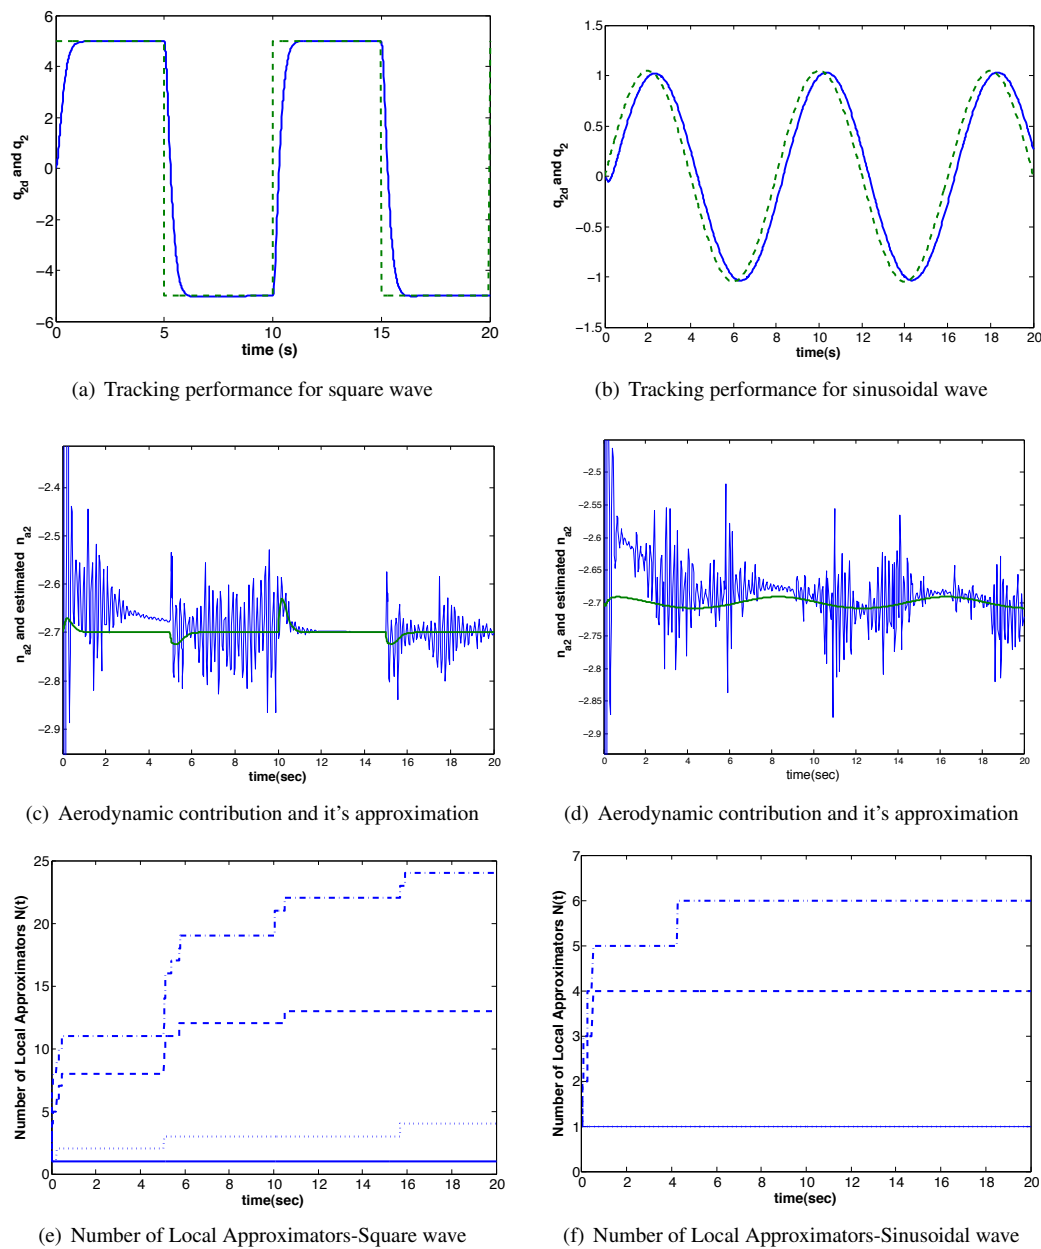 6
4
2
0
−2
−4
−6
q2d and q2
0
5
10
15
20
time (s)
(a) Tracking performance for square wave
1.5
1
0.5
0
−0.5
−1
−1.5
q2d and q2
0 2 4 6 8 10 12 14 16 18 20
time(s)
(b) Tracking performance for sinusoidal wave
−2.4
−2.5
−2.6
−2.7
−2.8
−2.9
na2 and estimated na2
0 2 4 6 8 10 12 14 16 18 20
time(sec)
(c) Aerodynamic contribution and it's approximation
−2.5
−2.55
−2.6
−2.65
−2.7
−2.75
−2.8
−2.85
−2.9
na2 and estimated na2
0 2 4 6 8 10 12 14 16 18 20
time(sec)
(d) Aerodynamic contribution and it's approximation
25
20
15
10
5
0
Number of Local Approximators N(t)
0 2 4 6 8 10 12 14 16 18 20
time(sec)
(e) Number of Local Approximators-Square wave
7
6
5
4
3
2
1
0
Number of Local Approximators N(t)
0 2 4 6 8 10 12 14 16 18 20
time(sec)
(f) Number of Local Approximators-Sinusoidal wave